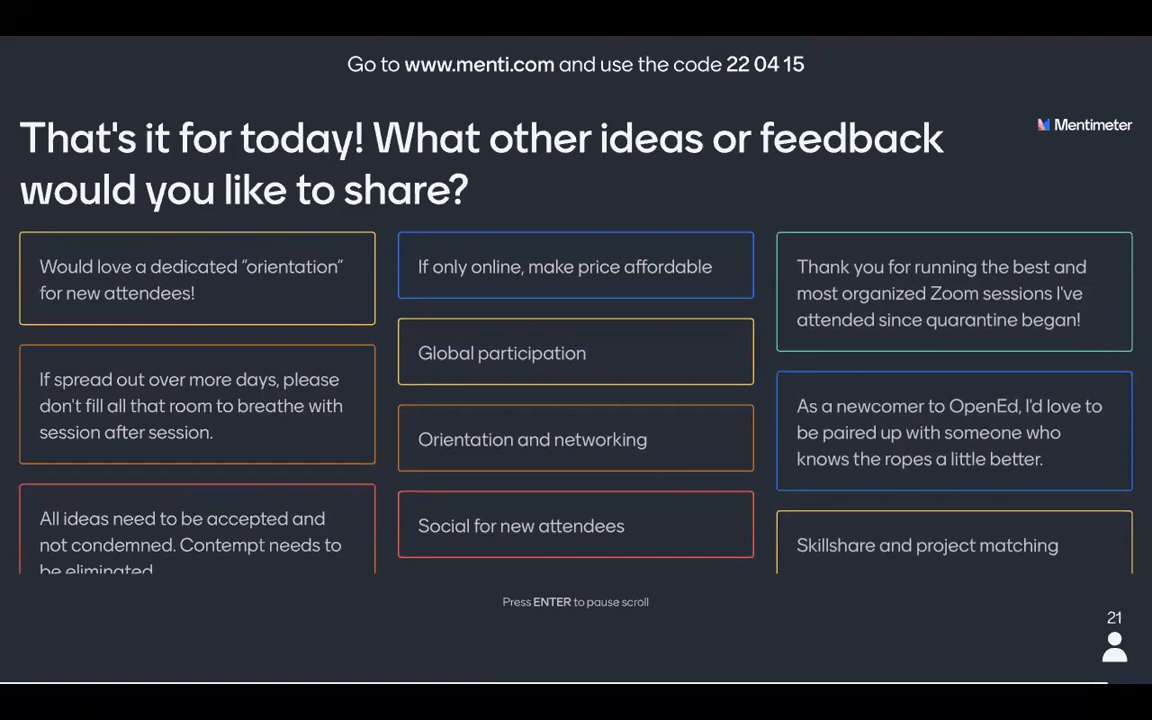 Go to www.menti.com and use the code 22 04 15
That's it for today! What other ideas or feedback
would you like to share?
Mentimeter
Would love a dedicated “orientation”
for new attendees!
If spread out over more days, please
don't fill all that room to breathe with
session after session.
All ideas need to be accepted and
not condemned. Contempt needs to
be eliminated.
If only online, make price affordable
Global participation
Orientation and networking
Social for new attendees
Thank you for running the best and
most organized Zoom sessions I've
attended since quarantine began!
As a newcomer to OpenEd, I'd love to
be paired up with someone who
knows the ropes a little better.
Skillshare and project matching
Press ENTER to pause scroll
21